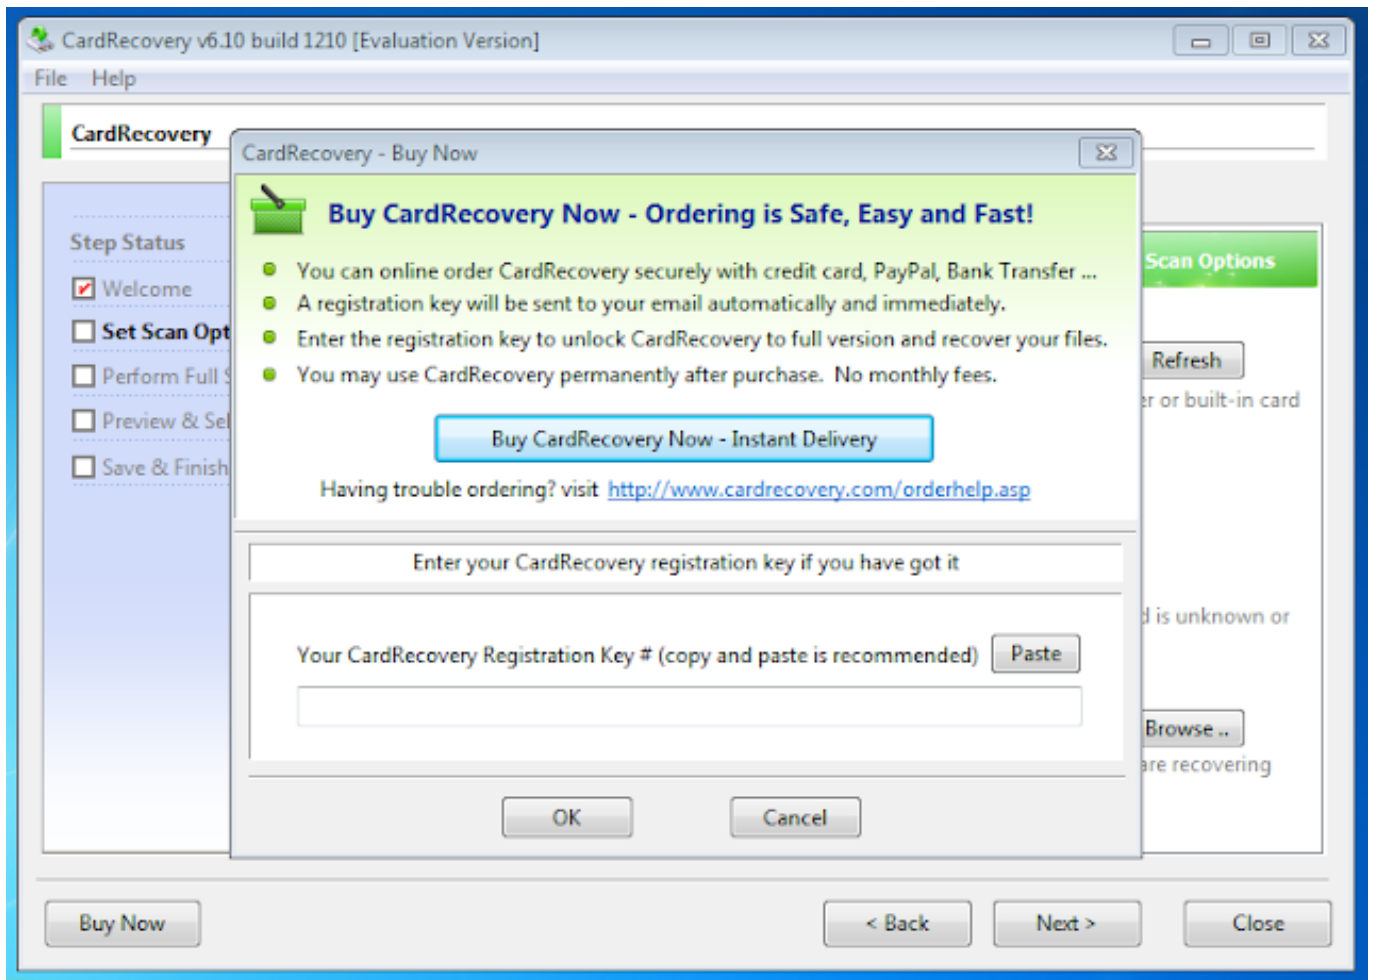 CardRecovery v6.10 build 1210 [Evaluation Version]
File Help
CardRecovery
CardRecovery - Buy Now
Buy CardRecovery Now - Ordering is Safe, Easy and Fast!
You can online order CardRecovery securely with credit card, PayPal, Bank Transfer ...
A registration key will be sent to your email automatically and immediately.
Enter the registration key to unlock CardRecovery to full version and recover your files.
You may use CardRecovery permanently after purchase. No monthly fees.
Buy CardRecovery Now - Instant Delivery
Having trouble ordering? visit http://www.cardrecovery.com/orderhelp.asp
Enter your CardRecovery registration key if you have got it
Your CardRecovery Registration Key # (copy and paste is recommended) Paste
OK Cancel
Step Status
Welcome
Set Scan Opt
Perform Full
Preview & Sel
Save & Finish
Scan Options
Refresh
er or built-in card
d is unknown or
Browse ..
are recovering
Buy Now < Back Next > Close